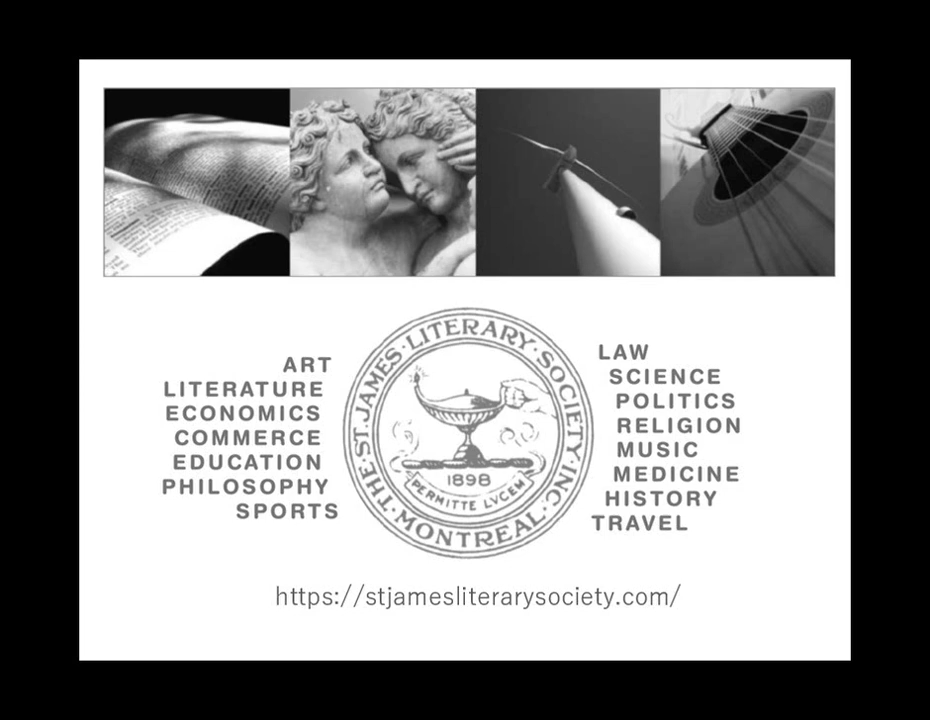 ART
LITERATURE
ECONOMICS
COMMERCE
EDUCATION
PHILOSOPHY
SPORTS
THE · ST. JAMES · LITERARY · SOCIETY · INC.
· MONTREAL ·
1898
PERMITTE LVCEM
LAW
SCIENCE
POLITICS
RELIGION
MUSIC
MEDICINE
HISTORY
TRAVEL
https://stjamesliterarysociety.com/